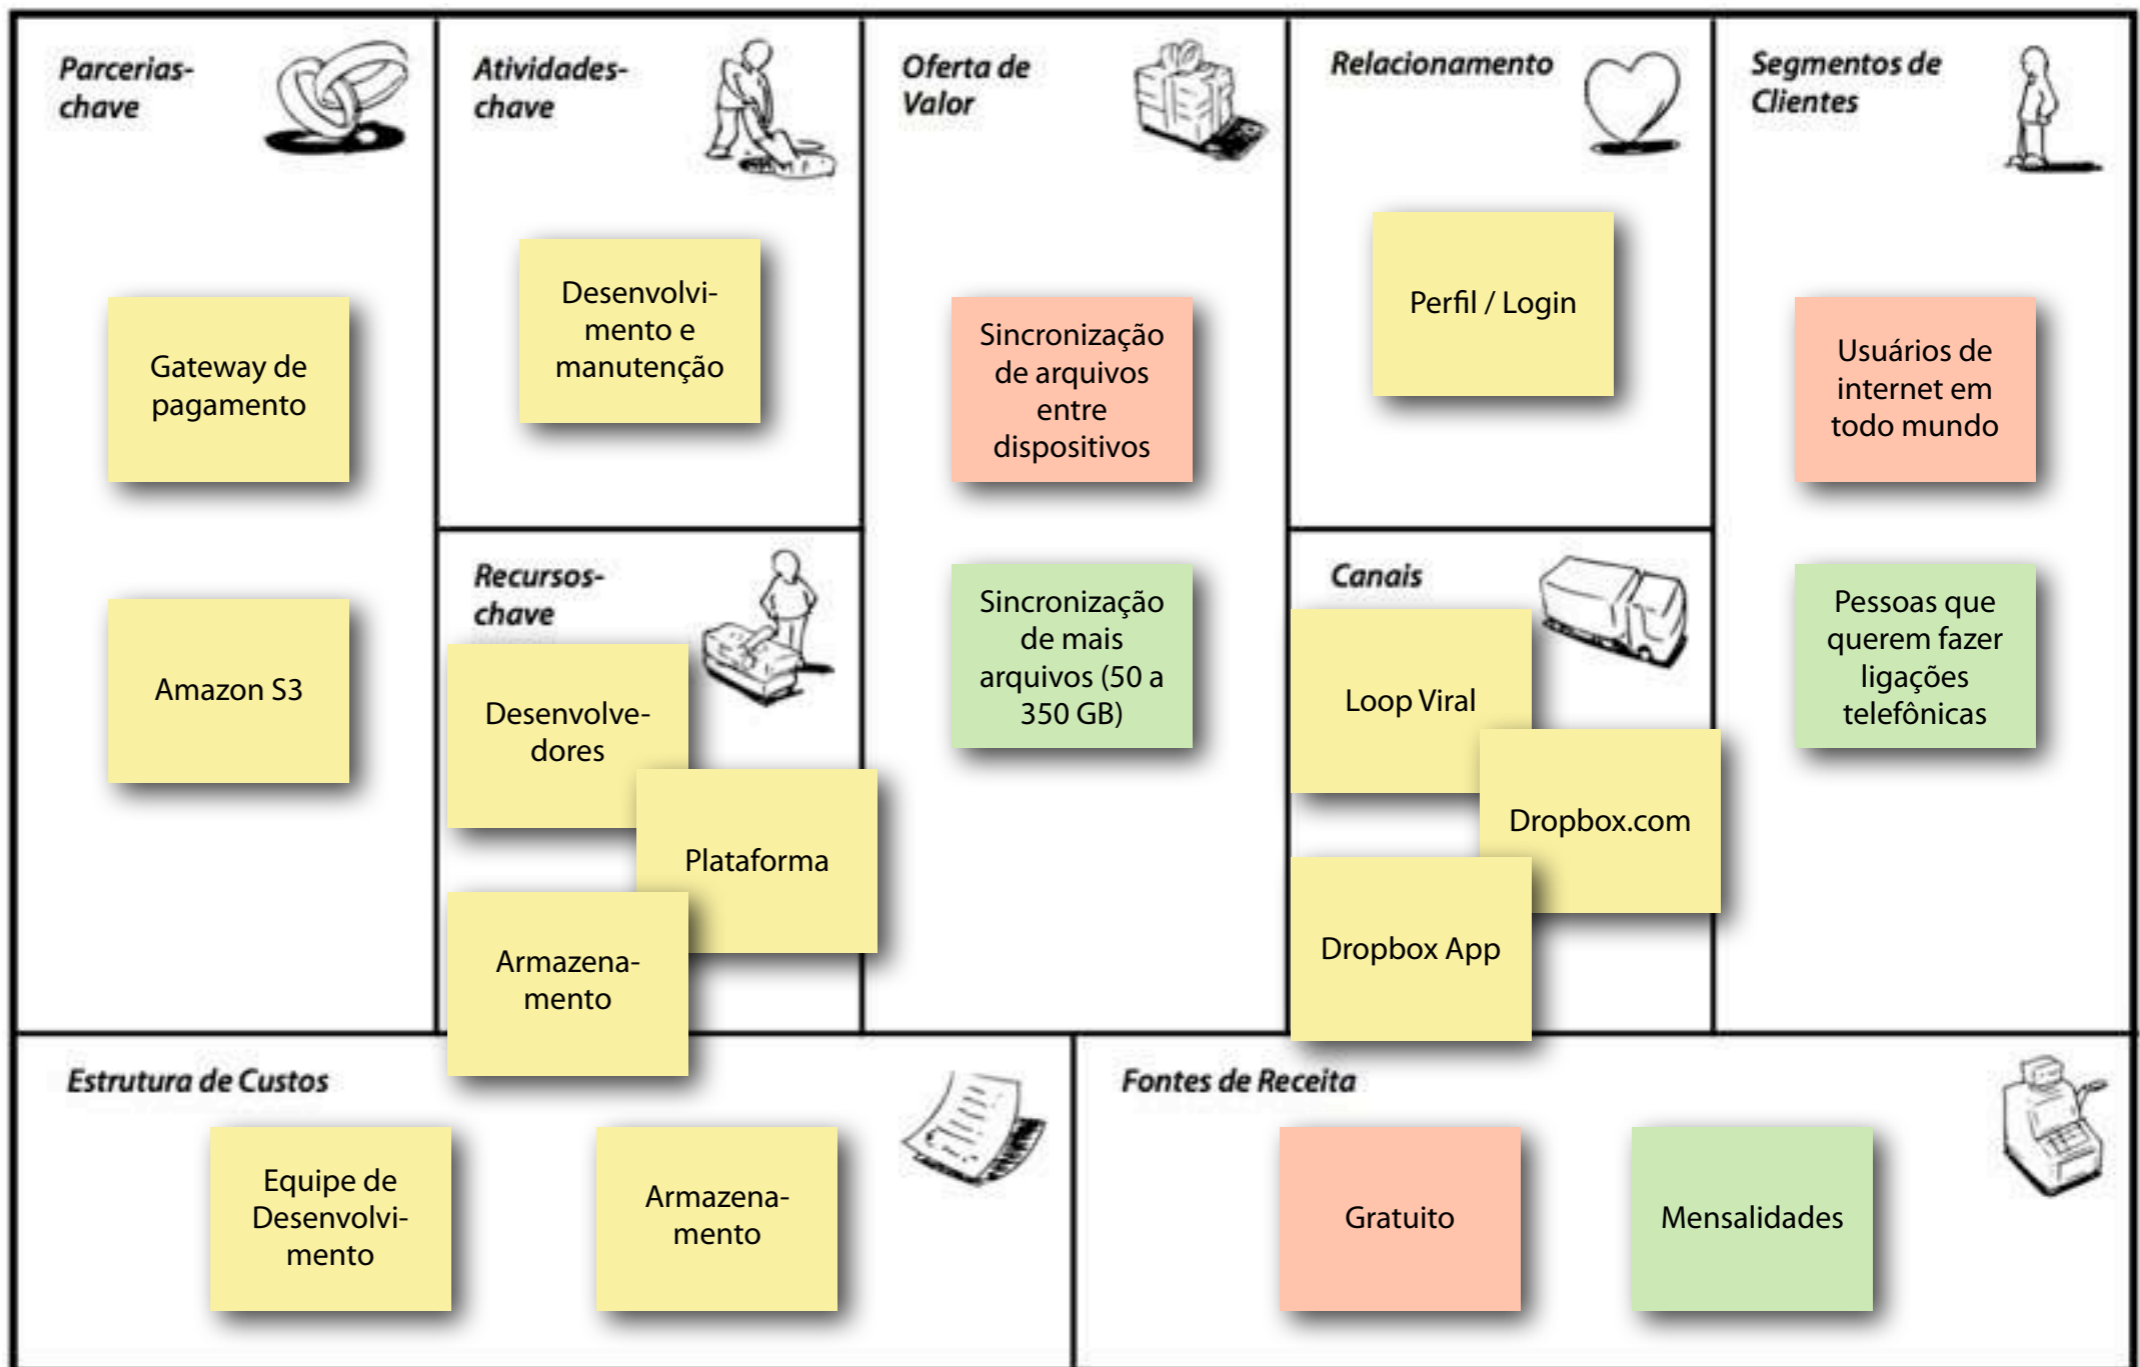 Parcerias-
chave
Gateway de
pagamento
Amazon S3
Atividades-
chave
Desenvolvi-
mento e
manutenção
Recursos-
chave
Desenvolve-
dores
Plataforma
Armazena-
mento
Oferta de
Valor
Sincronização
de arquivos
entre
dispositivos
Sincronização
de mais
arquivos (50 a
350 GB)
Relacionamento
Perfil / Login
Canais
Loop Viral
Dropbox.com
Dropbox App
Segmentos de
Clientes
Usuários de
internet em
todo mundo
Pessoas que
querem fazer
ligações
telefônicas
Estrutura de Custos
Equipe de
Desenvolvi-
mento
Armazena-
mento
Fontes de Receita
Gratuito
Mensalidades